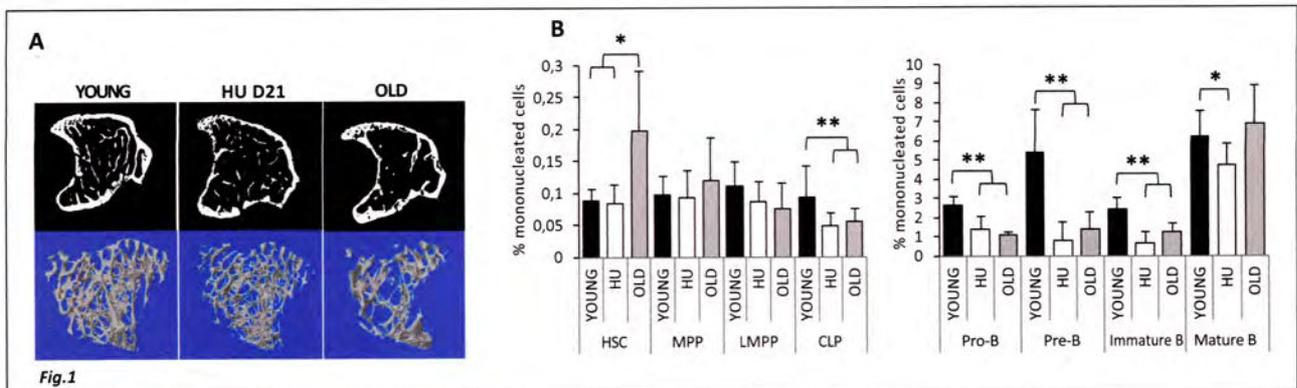 A
YOUNG HU D21 OLD
Fig.1
B
% mononucleated cells
0,3
0,25
0,2
0,15
0,1
0,05
0
*
**
YOUNG HU OLD YOUNG HU OLD YOUNG HU OLD YOUNG HU OLD
HSC MPP LMPP CLP
% mononucleated cells
10
9
8
7
6
5
4
3
2
1
0
**
**
**
*
YOUNG HU OLD YOUNG HU OLD YOUNG HU OLD YOUNG HU OLD
Pro-B Pre-B Immature B Mature B